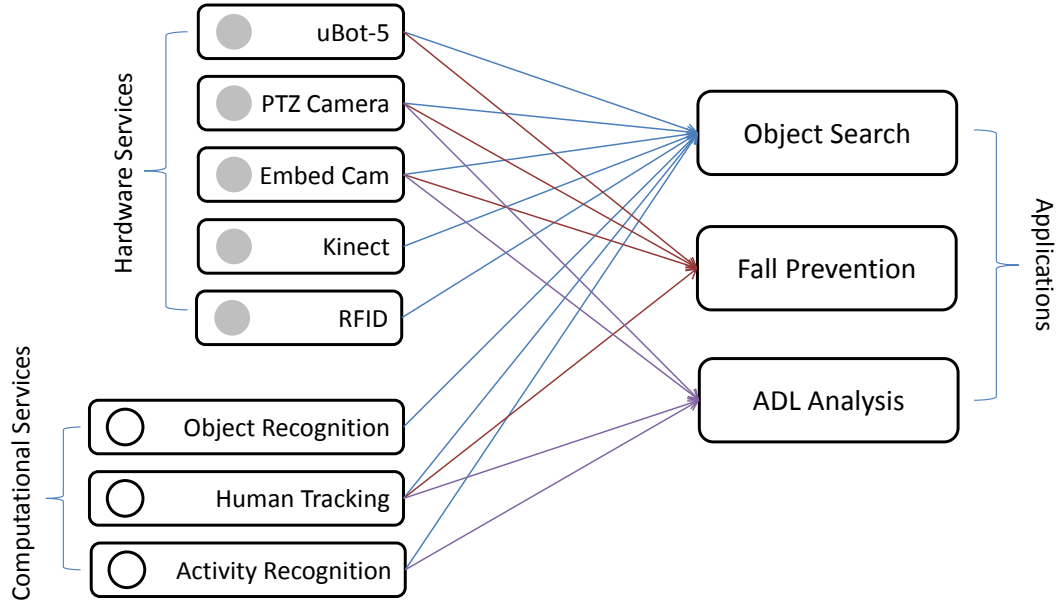 Hardware Services
uBot-5
PTZ Camera
Embed Cam
Kinect
RFID
Computational Services
Object Recognition
Human Tracking
Activity Recognition
Object Search
Fall Prevention
ADL Analysis
Applications